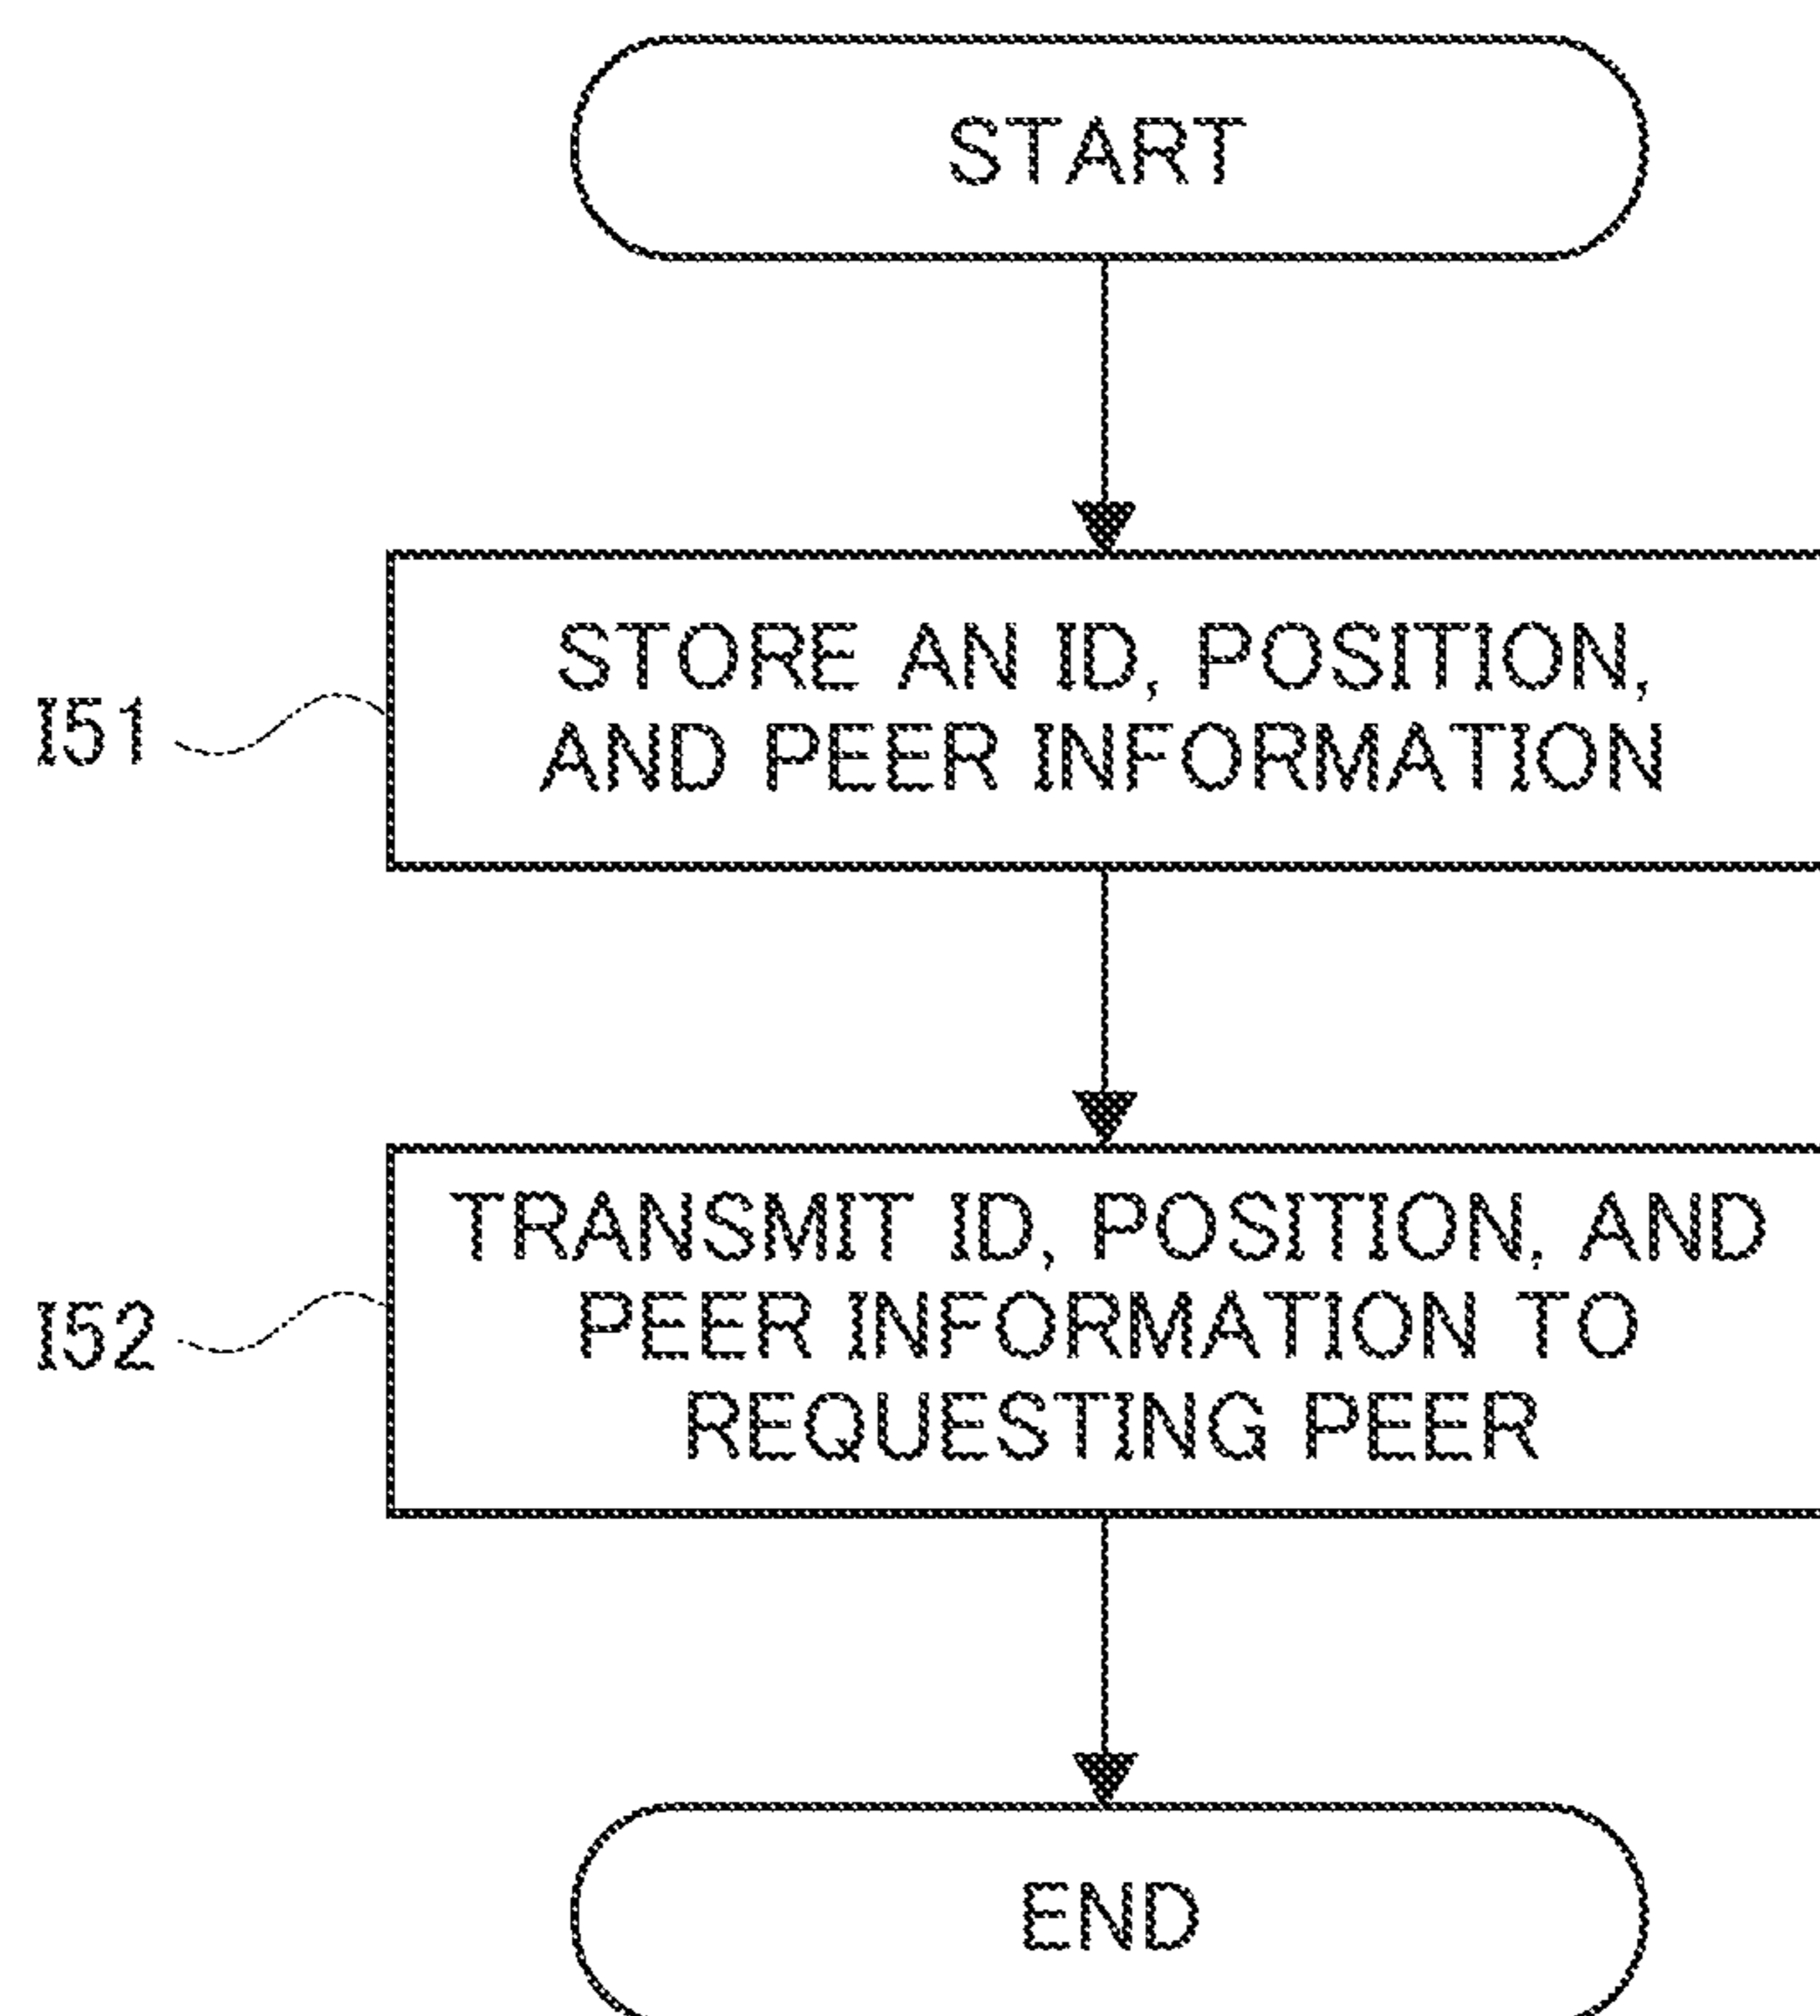 START
STORE AN ID, POSITION,
AND PEER INFORMATION
I51
TRANSMIT ID, POSITION, AND
PEER INFORMATION TO
REQUESTING PEER
I52
END